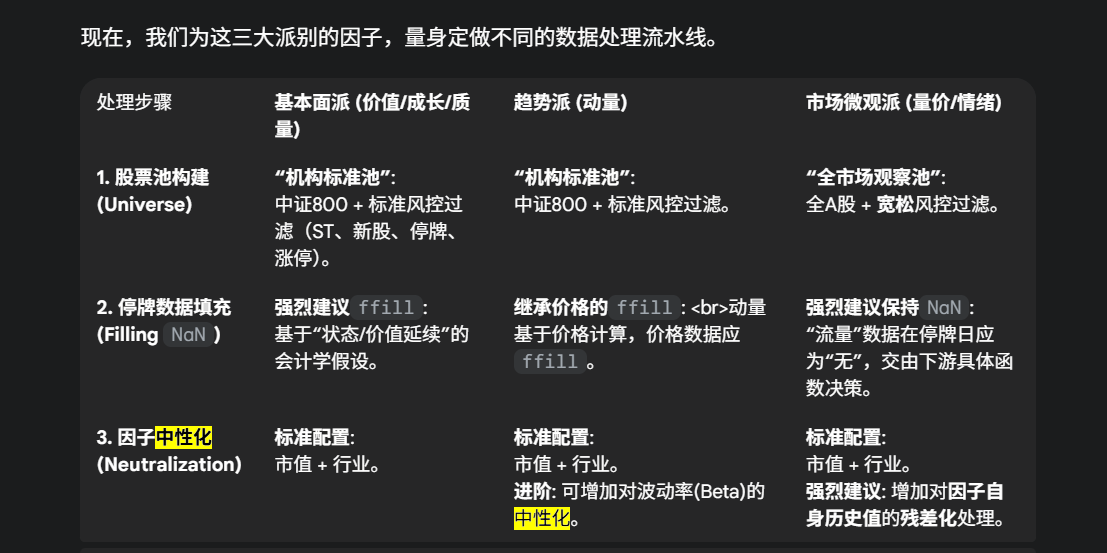 现在，我们为这三大派别的因子，量身定做不同的数据处理流水线。
处理步骤
基本面派 (价值/成长/质
量)
趋势派 (动量)
市场微观派 (量价/情绪)
1. 股票池构建
(Universe)
“机构标准池”:
中证800 + 标准风控过
滤（ST、新股、停牌、
涨停）。
“机构标准池”:
中证800 + 标准风控过滤。
“全市场观察池”:
全A股 + 宽松风控过滤。
2. 停牌数据填充
(Filling NaN )
强烈建议 ffill :
基于“状态/价值延续”的
会计学假设。
继承价格的 ffill : <br>动量
基于价格计算，价格数据应
ffill 。
强烈建议保持 NaN :
“流量”数据在停牌日应
为“无”，交由下游具体函
数决策。
3. 因子中性化
(Neutralization)
标准配置:
市值 + 行业。
标准配置:
市值 + 行业。
进阶: 可增加对波动率(Beta)的
中性化。
标准配置:
市值 + 行业。
强烈建议: 增加对因子自
身历史值的残差化处理。